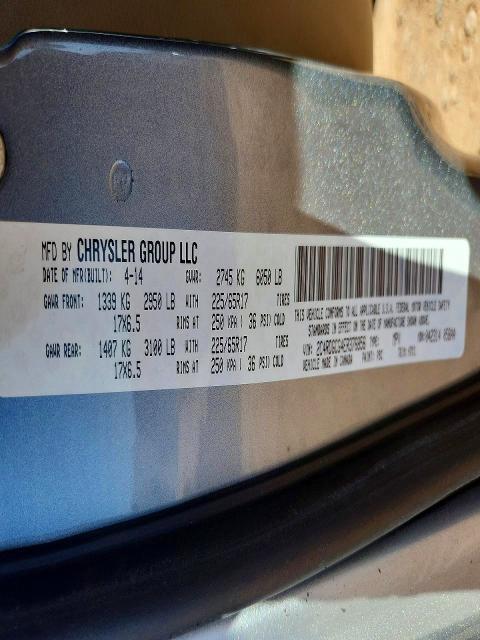 MFD BY CHRYSLER GROUP LLC
DATE OF MFR(BUILT): 4-14 GVWR: 2745 KG 6050 LB
GAWR FRONT: 1339 KG 2950 LB WITH 225/65R17 TIRES
17X6.5 RIMS AT 250 KPA ( 36 PSI) COLD
GAWR REAR: 1407 KG 3100 LB WITH 225/65R17 TIRES
17X6.5 RIMS AT 250 KPA ( 36 PSI) COLD
THIS VEHICLE CONFORMS TO ALL APPLICABLE U.S.A. FEDERAL MOTOR VEHICLE SAFETY
STANDARDS IN EFFECT ON THE DATE OF MANUFACTURE SHOWN ABOVE.
VIN: TYPE: MPV
VEHICLE MADE IN CANADA PAINT: